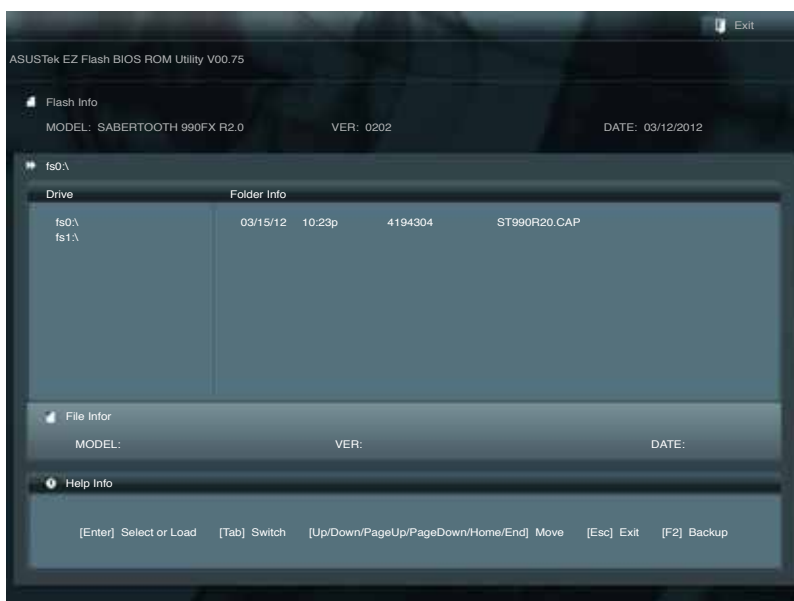 Exit
ASUSTek EZ Flash BIOS ROM Utility V00.75
Flash Info
MODEL: SABERTOOTH 990FX R2.0 VER: 0202 DATE: 03/12/2012
fs0:\
Drive Folder Info
fs0:\ 03/15/12 10:23p 4194304 ST990R20.CAP
fs1:\
File Infor
MODEL: VER: DATE:
Help Info
[Enter] Select or Load [Tab] Switch [Up/Down/PageUp/PageDown/Home/End] Move [Esc] Exit [F2] Backup